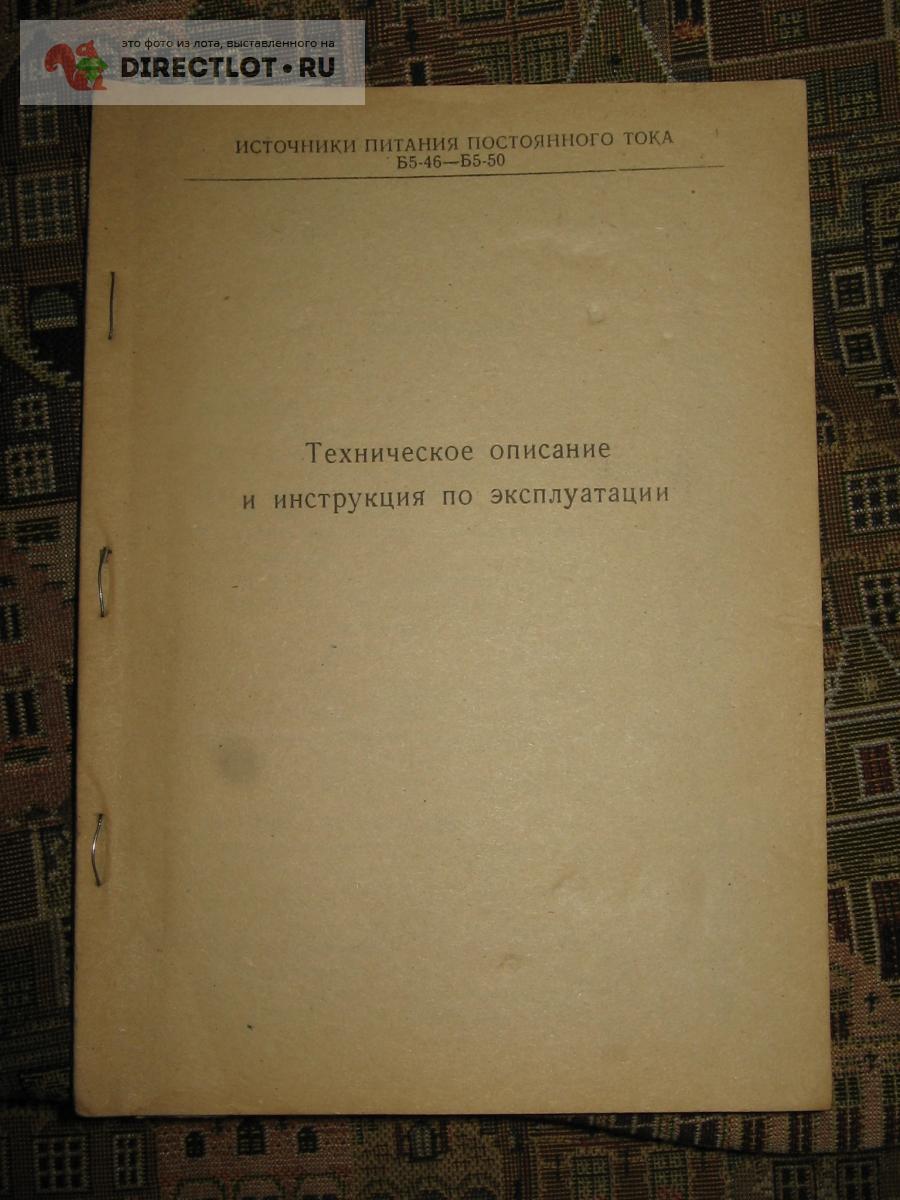 это фото из лота, выставленного на
DIRECTLOT.RU
ИСТОЧНИКИ ПИТАНИЯ ПОСТОЯННОГО ТОКА
Б5-46—Б5-50
Техническое описание
и инструкция по эксплуатации